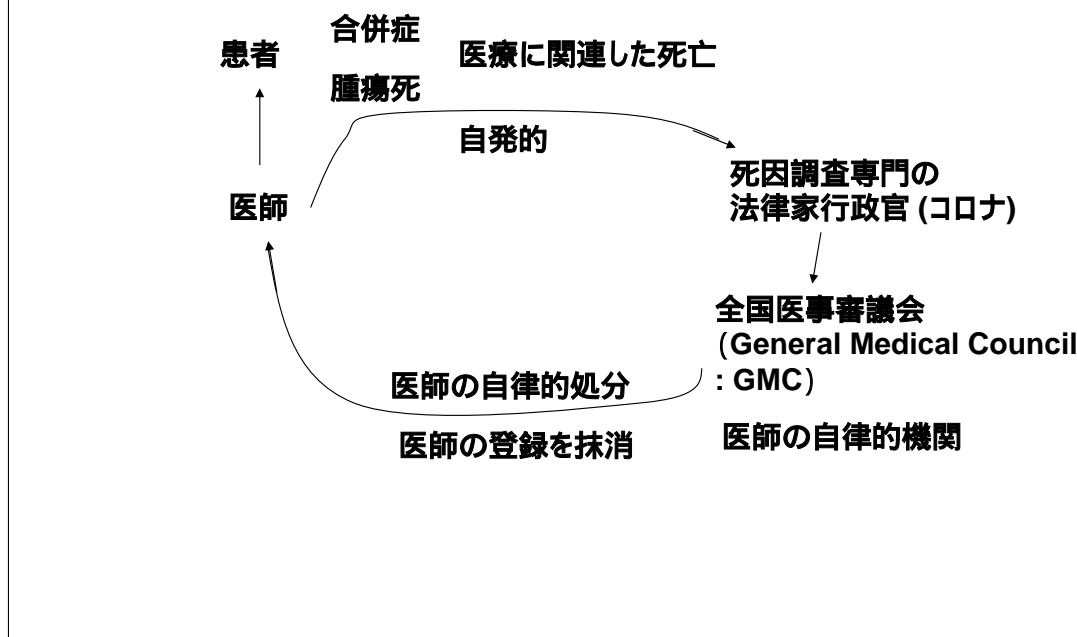 合併症
患者
医療に関連した死亡
腫瘍死
自発的
死因調査専門の
法律家行政官 (コロナ)
医師
全国医事審議会
(General Medical Council
: GMC)
医師の自律的処分
医師の登録を抹消
医師の自律的機関